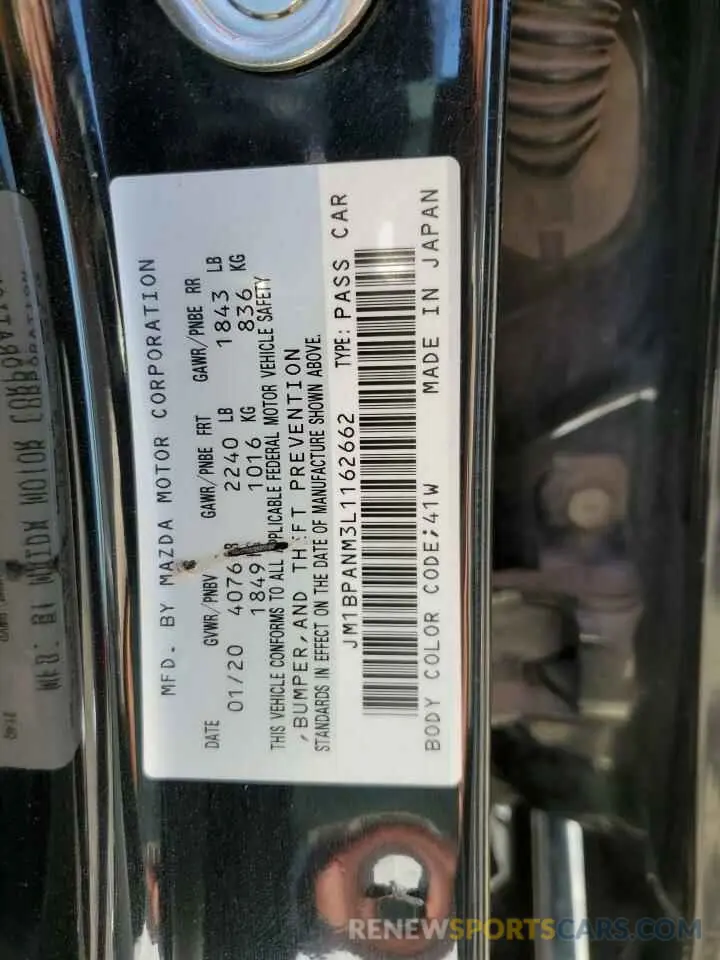 MFD. BY MAZDA MOTOR CORPORATION
DATE GVWR/PNBV GAWR/PNBE FRT GAWR/PNBE RR
01/20 4076 2240 LB 1843 LB
1849 1016 KG 836 KG
THIS VEHICLE CONFORMS TO ALL APPLICABLE FEDERAL MOTOR VEHICLE SAFETY
,BUMPER,AND THEFT PREVENTION
STANDARDS IN EFFECT ON THE DATE OF MANUFACTURE SHOWN ABOVE.
JM1BPANM3L1162662 TYPE: PASS CAR
BODY COLOR CODE;41W MADE IN JAPAN
RENEWSPORTSCARS.COM